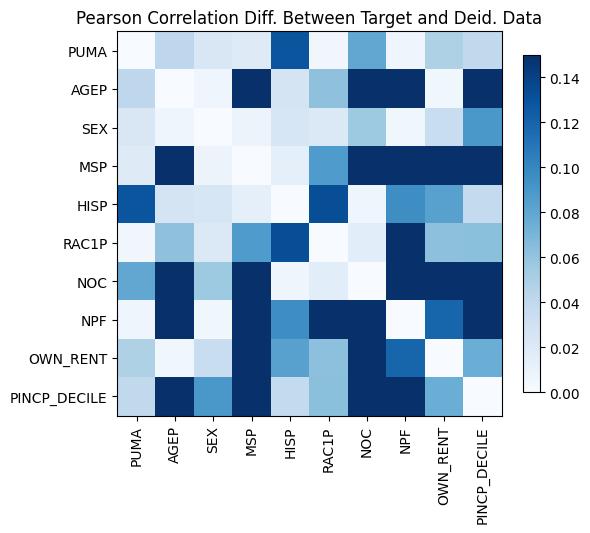 Pearson Correlation Diff. Between Target and Deid. Data
PUMA
AGEP
SEX
MSP
HISP
RAC1P
NOC
NPF
OWN_RENT
PINCP_DECILE
PUMA
AGEP
SEX
MSP
HISP
RAC1P
NOC
NPF
OWN_RENT
PINCP_DECILE
0.14
0.12
0.10
0.08
0.06
0.04
0.02
0.00